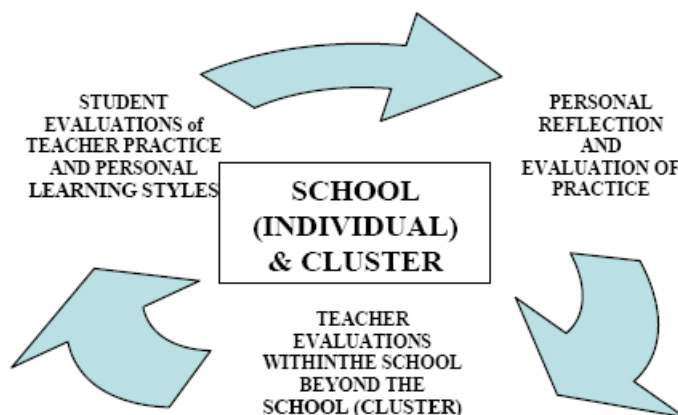 STUDENT
EVALUATIONS of
TEACHER PRACTICE
AND PERSONAL
LEARNING STYLES
PERSONAL
REFLECTION
AND
EVALUATION OF
PRACTICE
SCHOOL
(INDIVIDUAL)
& CLUSTER
TEACHER
EVALUATIONS
WITHINTHE SCHOOL
BEYOND THE
SCHOOL (CLUSTER)